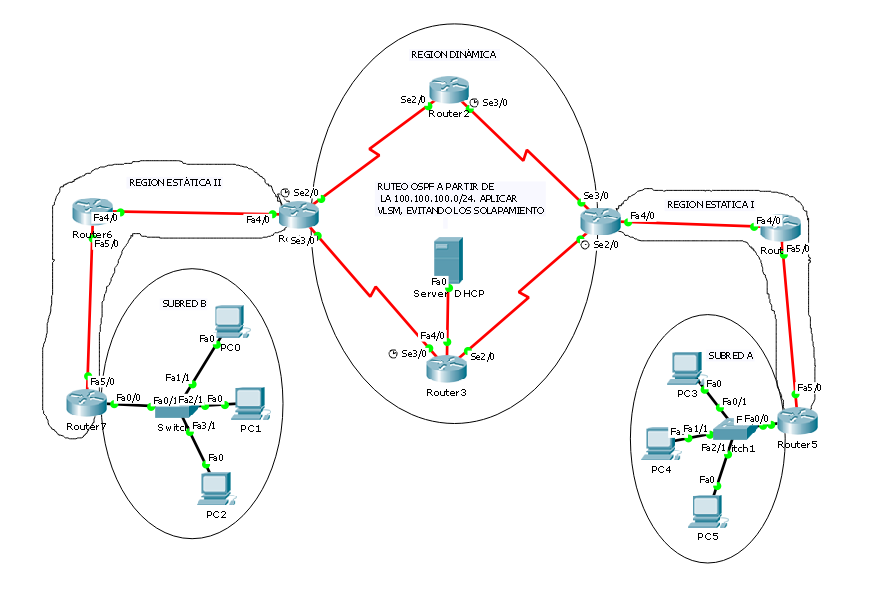 REGION DINÀMICA
Se2/0
Se3/0
Router2
RUTEO OSPF A PARTIR DE
LA 100.100.100.0/24. APLICAR
VLSM, EVITANDO LOS SOLAPAMIENTO
REGION ESTÀTICA II
Se2/0
Fa4/0
Se3/0
Fa4/0
Router6
Fa5/0
Se3/0
Fa4/0
Se2/0
REGION ESTATICA I
Fa4/0
Fa5/0
Fa0
Server DHCP
Fa4/0
Se3/0
Se2/0
Router3
SUBRED B
Fa0
PC0
Fa1/1
Fa5/0
Fa0/0
Router7
Fa0/1
Fa2/1
Fa0
PC1
Fa3/1
Fa0
PC2
SUBRED A
PC3
Fa0
Fa0/1
Fa5/0
Fa0/0
Router5
Fa1/1
PC4
Fa2/1
Fa0
PC5